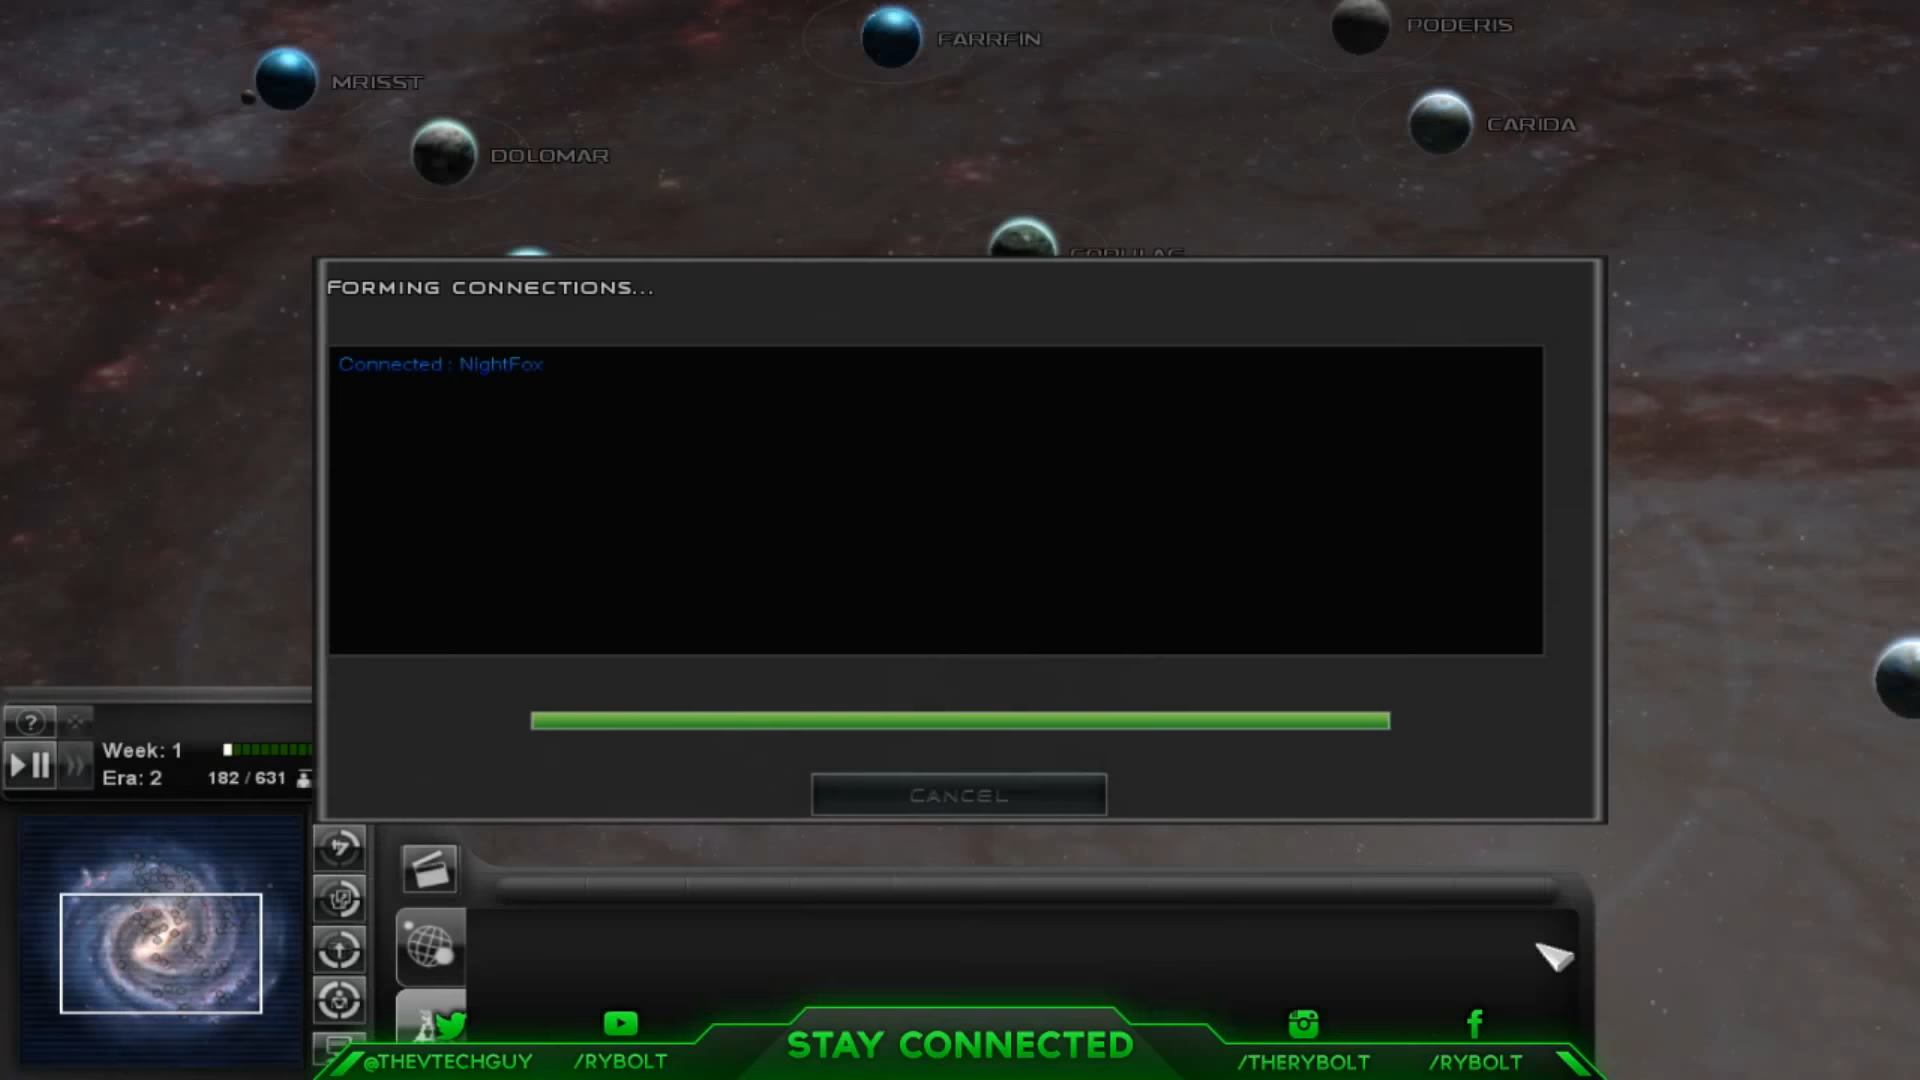 FARRFIN
PODERIS
MRISST
CARIDA
DOLOMAR
FORMING CONNECTIONS...
Connected : NightFox
CANCEL
?
Week: 1
Era: 2
182 / 631
STAY CONNECTED
@THEVTECHGUY
/RYBOLT
/THERYBOLT
/RYBOLT